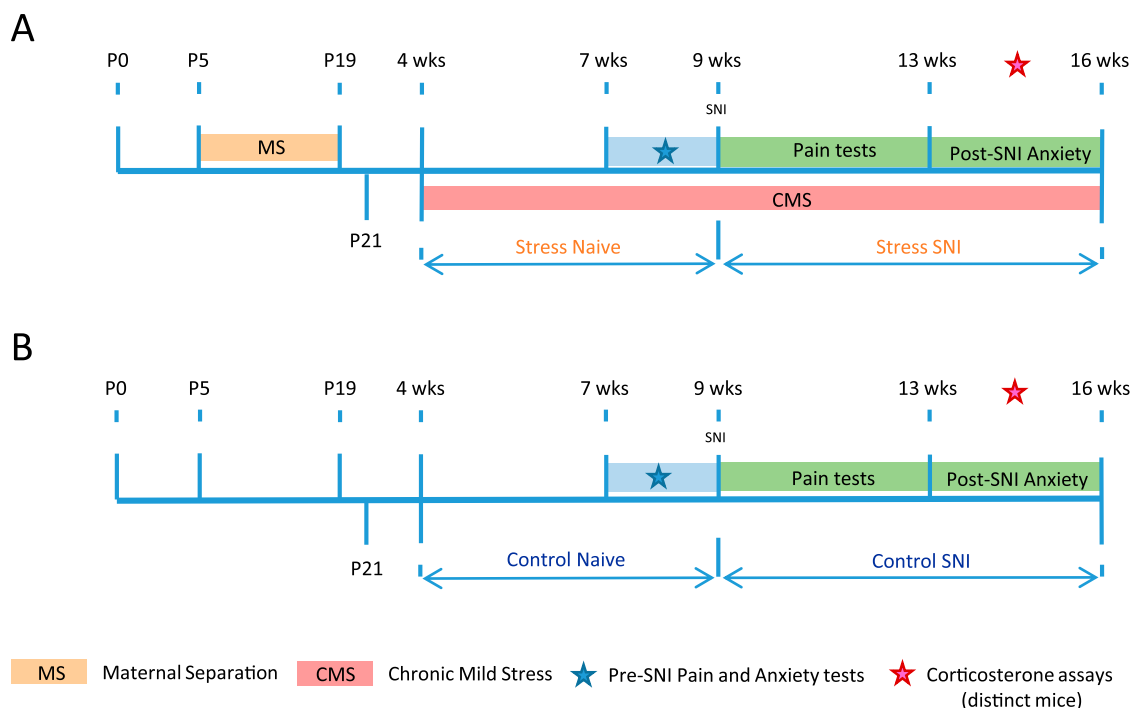 A
P0 P5 P19 4 wks 7 wks 9 wks 13 wks 16 wks
SNI
MS Pain tests Post-SNI Anxiety
CMS
P21
Stress Naive Stress SNI
B
P0 P5 P19 4 wks 7 wks 9 wks 13 wks 16 wks
SNI
Pain tests Post-SNI Anxiety
Control Naive Control SNI
P21
MS Maternal Separation CMS Chronic Mild Stress Pre-SNI Pain and Anxiety tests Corticosterone assays
(distinct mice)